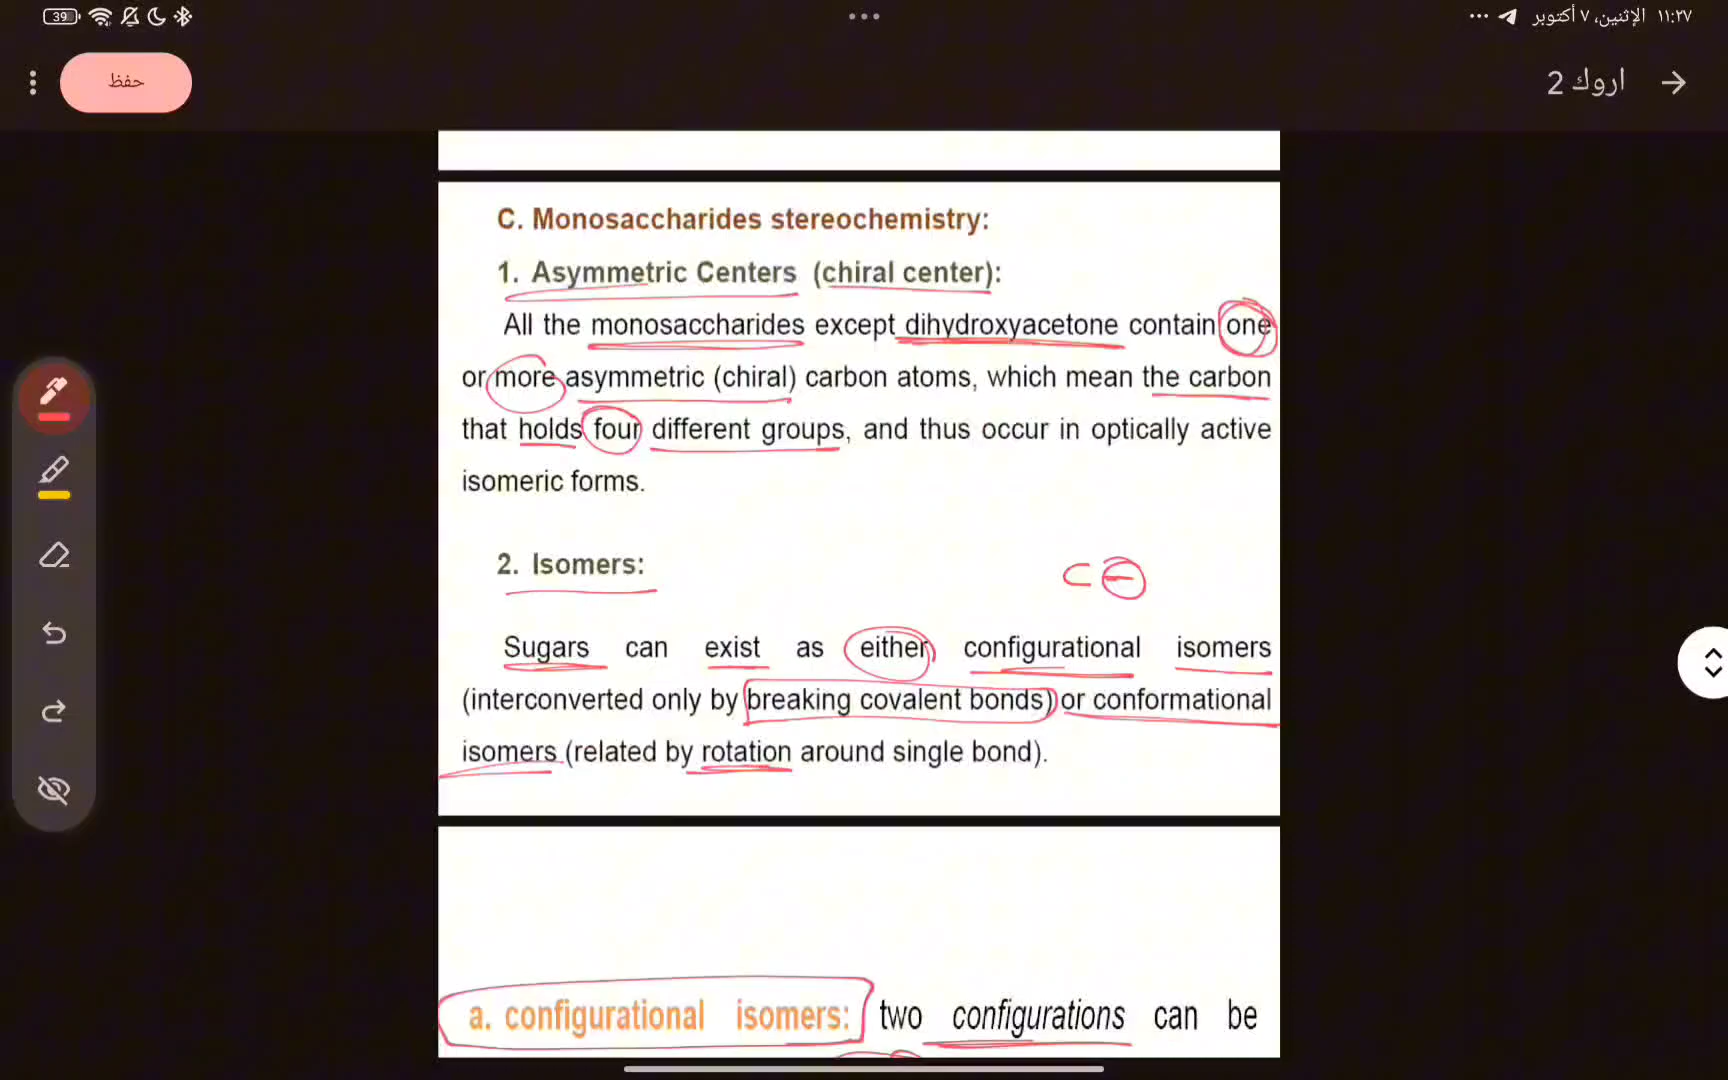 39
١١:٢٧ الإثنين، ٧ أكتوبر
حفظ
اروك 2
C. Monosaccharides stereochemistry:
1. Asymmetric Centers (chiral center):
All the monosaccharides except dihydroxyacetone contain one
or more asymmetric (chiral) carbon atoms, which mean the carbon
that holds four different groups, and thus occur in optically active
isomeric forms.
2. Isomers:
C
Sugars can exist as either configurational isomers
(interconverted only by breaking covalent bonds) or conformational
isomers (related by rotation around single bond).
a. configurational isomers: two configurations can be